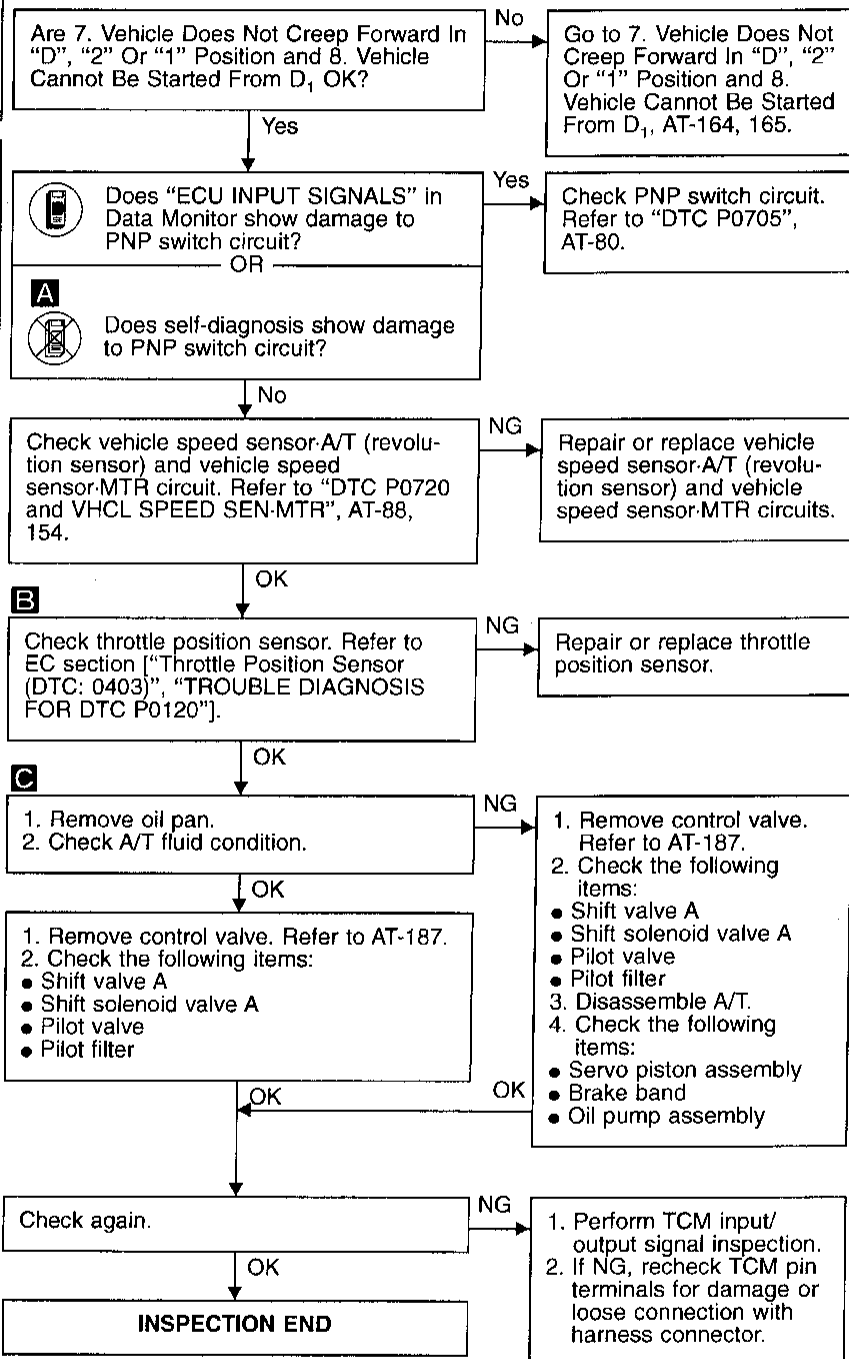 Are 7. Vehicle Does Not Creep Forward In
"D", "2" Or "1" Position and 8. Vehicle
Cannot Be Started From D₁ OK?
No
Go to 7. Vehicle Does Not
Creep Forward In "D", "2"
Or "1" Position and 8.
Vehicle Cannot Be Started
From D₁, AT-164, 165.
Yes
Does "ECU INPUT SIGNALS" in
Data Monitor show damage to
PNP switch circuit?
Yes
Check PNP switch circuit.
Refer to "DTC P0705",
AT-80.
OR
A
Does self-diagnosis show damage
to PNP switch circuit?
No
Check vehicle speed sensor·A/T (revolu-
tion sensor) and vehicle speed
sensor·MTR circuit. Refer to "DTC P0720
and VHCL SPEED SEN·MTR", AT-88,
154.
NG
Repair or replace vehicle
speed sensor·A/T (revolu-
tion sensor) and vehicle
speed sensor·MTR circuits.
OK
B
Check throttle position sensor. Refer to
EC section ["Throttle Position Sensor
(DTC: 0403)", "TROUBLE DIAGNOSIS
FOR DTC P0120"].
NG
Repair or replace throttle
position sensor.
OK
C
1. Remove oil pan.
2. Check A/T fluid condition.
NG
1. Remove control valve.
Refer to AT-187.
2. Check the following
items:
● Shift valve A
● Shift solenoid valve A
● Pilot valve
● Pilot filter
3. Disassemble A/T.
4. Check the following
items:
● Servo piston assembly
● Brake band
● Oil pump assembly
OK
1. Remove control valve. Refer to AT-187.
2. Check the following items:
● Shift valve A
● Shift solenoid valve A
● Pilot valve
● Pilot filter
OK
OK
Check again.
NG
1. Perform TCM input/
output signal inspection.
2. If NG, recheck TCM pin
terminals for damage or
loose connection with
harness connector.
OK
INSPECTION END